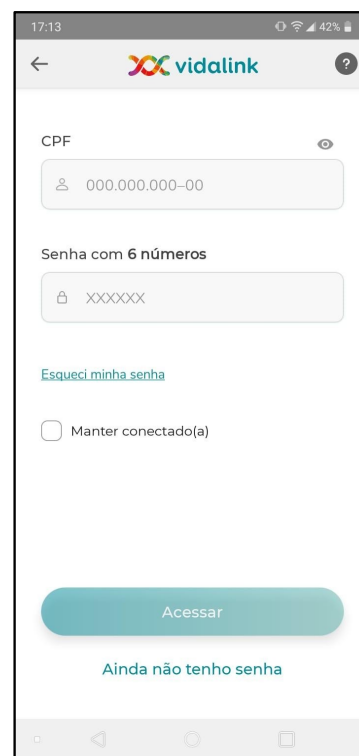 17:13
42%
vidalink
?
CPF
000.000.000–00
Senha com 6 números
XXXXXX
Esqueci minha senha
Manter conectado(a)
Acessar
Ainda não tenho senha